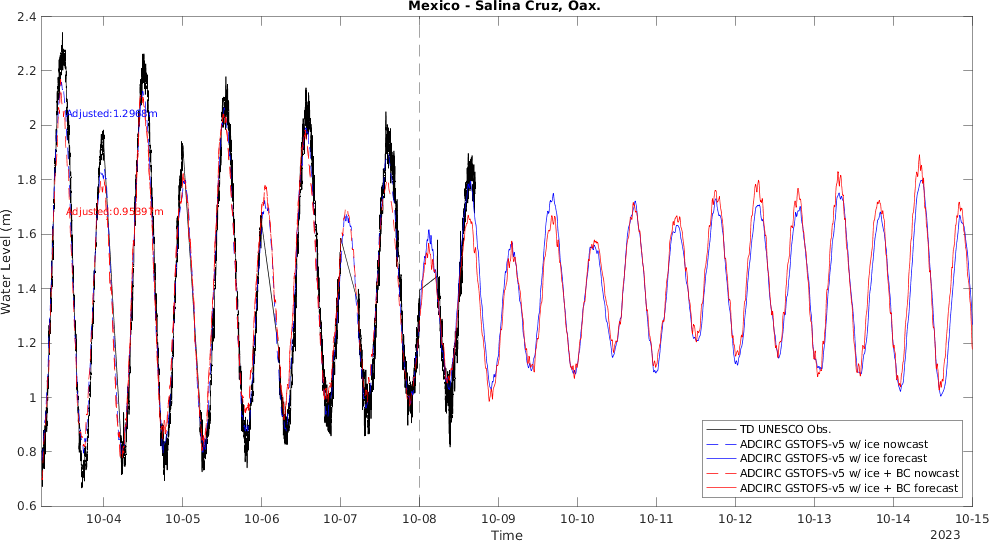 Mexico - Salina Cruz, Oax.
2.4
2.2
2
1.8
1.6
1.4
1.2
1
0.8
0.6
Water Level (m)
Adjusted:1.2968m
Adjusted:0.95397m
TD UNESCO Obs.
ADCIRC GSTOFS-v5 w/ ice nowcast
ADCIRC GSTOFS-v5 w/ ice forecast
ADCIRC GSTOFS-v5 w/ ice + BC nowcast
ADCIRC GSTOFS-v5 w/ ice + BC forecast
10-04 10-05 10-06 10-07 10-08 10-09 10-10 10-11 10-12 10-13 10-14 10-15
Time
2023